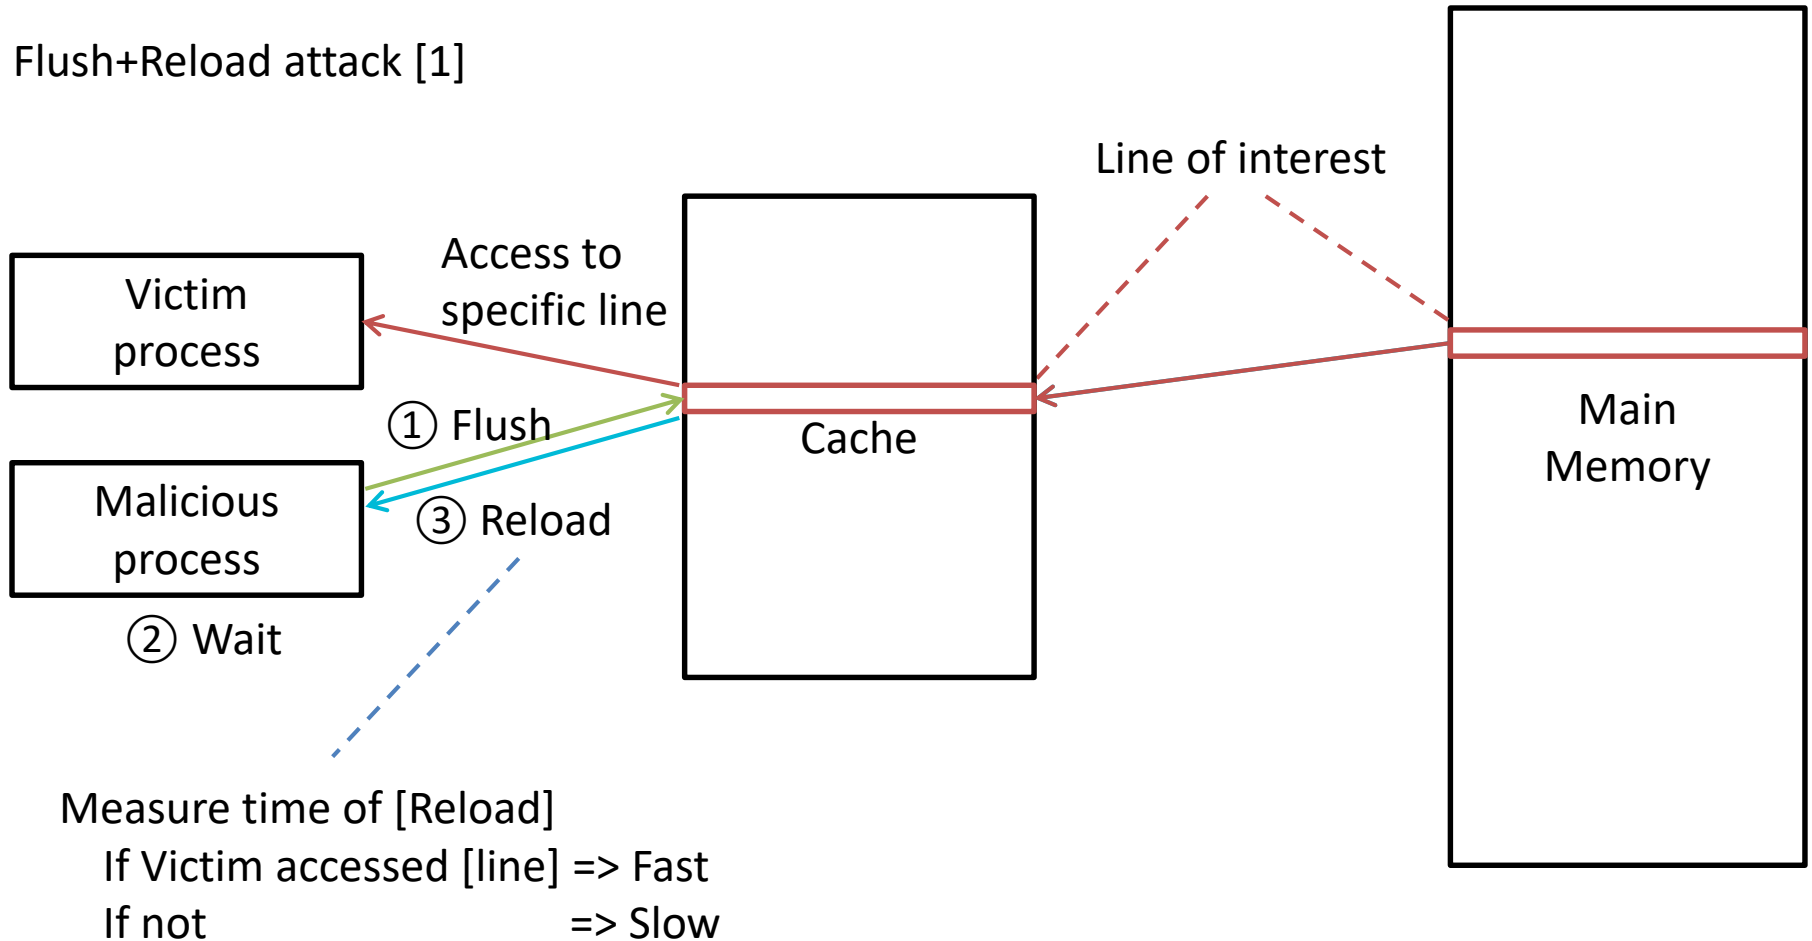 Flush+Reload attack [1]
Line of interest
Access to
specific line
Victim
process
① Flush
Cache
Main
Memory
Malicious
process
③ Reload
② Wait
Measure time of [Reload]
If Victim accessed [line] => Fast
If not => Slow